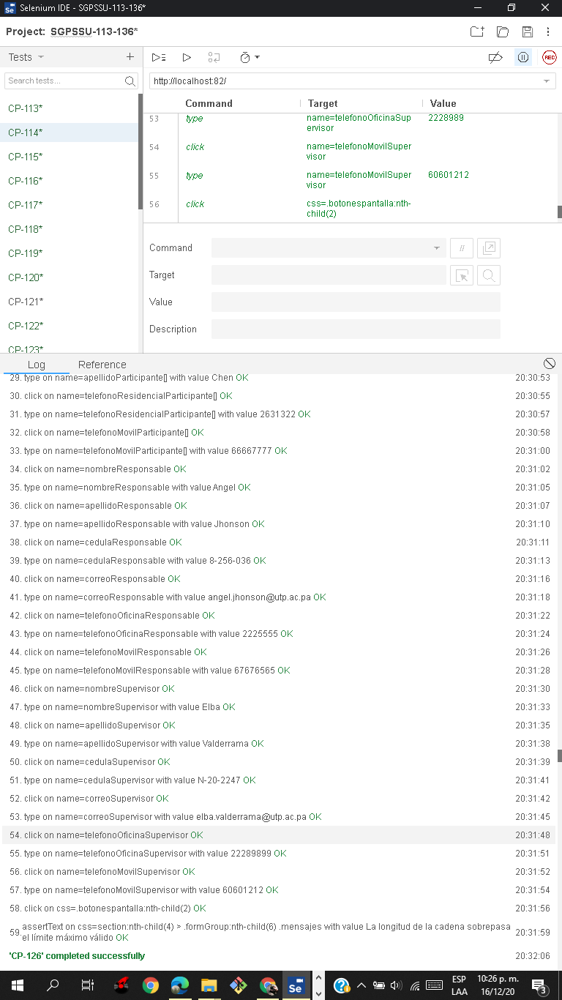 Selenium IDE - SGPSSU-113-136*
Project: SGPSSU-113-136*
Tests
Search tests...
http://localhost:82/
REC
Command Target Value
CP-113*
CP-114*
CP-115*
CP-116*
CP-117*
CP-118*
CP-119*
CP-120*
CP-121*
CP-122*
CP-123*
53 type name=telefonoOficinaSup 2228989
ervisor
54 click name=telefonoMovilSuper
visor
55 type name=telefonoMovilSupe 60601212
rvisor
56 click css=.botonespantalla:nth-
child(2)
Command //
Target
Value
Description
Log Reference
29. type on name=apellidoParticipante[] with value Chen OK 20:30:53
30. click on name=telefonoResidencialParticipante[] OK 20:30:55
31. type on name=telefonoResidencialParticipante[] with value 2631322 OK 20:30:57
32. click on name=telefonoMovilParticipante[] OK 20:30:58
33. type on name=telefonoMovilParticipante[] with value 66667777 OK 20:31:00
34. click on name=nombreResponsable OK 20:31:02
35. type on name=nombreResponsable with value Angel OK 20:31:05
36. click on name=apellidoResponsable OK 20:31:07
37. type on name=apellidoResponsable with value Jhonson OK 20:31:10
38. click on name=cedulaResponsable OK 20:31:11
39. type on name=cedulaResponsable with value 8-256-036 OK 20:31:13
40. click on name=correoResponsable OK 20:31:16
41. type on name=correoResponsable with value angel.jhonson@utp.ac.pa OK 20:31:18
42. click on name=telefonoOficinaResponsable OK 20:31:22
43. type on name=telefonoOficinaResponsable with value 2225555 OK 20:31:24
44. click on name=telefonoMovilResponsable OK 20:31:26
45. type on name=telefonoMovilResponsable with value 67676565 OK 20:31:28
46. click on name=nombreSupervisor OK 20:31:30
47. type on name=nombreSupervisor with value Elba OK 20:31:33
48. click on name=apellidoSupervisor OK 20:31:35
49. type on name=apellidoSupervisor with value Valderrama OK 20:31:38
50. click on name=cedulaSupervisor OK 20:31:39
51. type on name=cedulaSupervisor with value N-20-2247 OK 20:31:41
52. click on name=correoSupervisor OK 20:31:42
53. type on name=correoSupervisor with value elba.valderrama@utp.ac.pa OK 20:31:45
54. click on name=telefonoOficinaSupervisor OK 20:31:48
55. type on name=telefonoOficinaSupervisor with value 22289899 OK 20:31:51
56. click on name=telefonoMovilSupervisor OK 20:31:52
57. type on name=telefonoMovilSupervisor with value 60601212 OK 20:31:54
58. click on css=.botonespantalla:nth-child(2) OK 20:31:56
59. assertText on css=section:nth-child(4) > .formGroup:nth-child(6) .mensajes with value La longitud de la cadena sobrepasa 20:31:59
el límite máximo válido OK
'CP-126' completed successfully 20:32:06
Se
ESP 10:26 p. m.
LAA 16/12/20
3